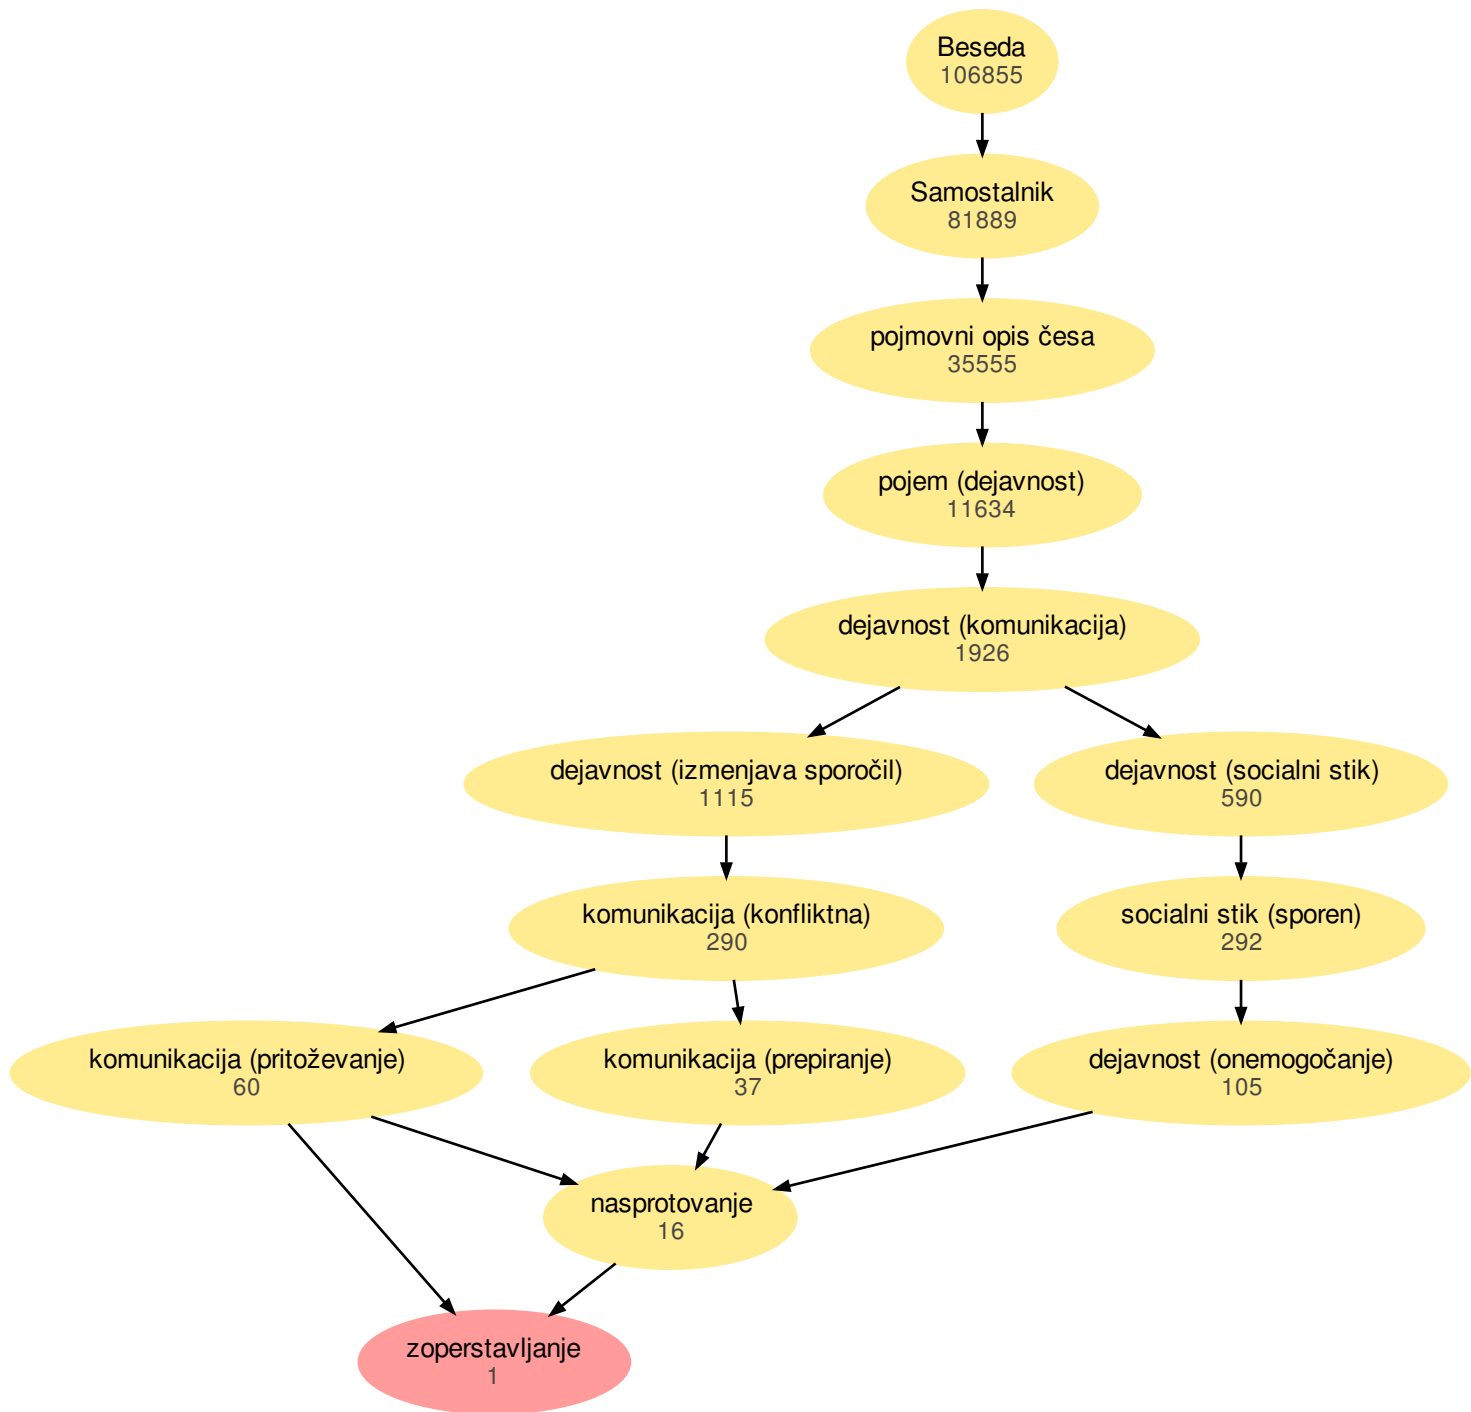 Beseda
106855
Samostalnik
81889
pojmovni opis česa
35555
pojem (dejavnost)
11634
dejavnost (komunikacija)
1926
dejavnost (izmenjava sporočil)
1115
dejavnost (socialni stik)
590
komunikacija (konfliktna)
290
socialni stik (sporen)
292
komunikacija (pritoževanje)
60
komunikacija (prepiranje)
37
dejavnost (onemogočanje)
105
nasprotovanje
16
zoperstavljanje
1